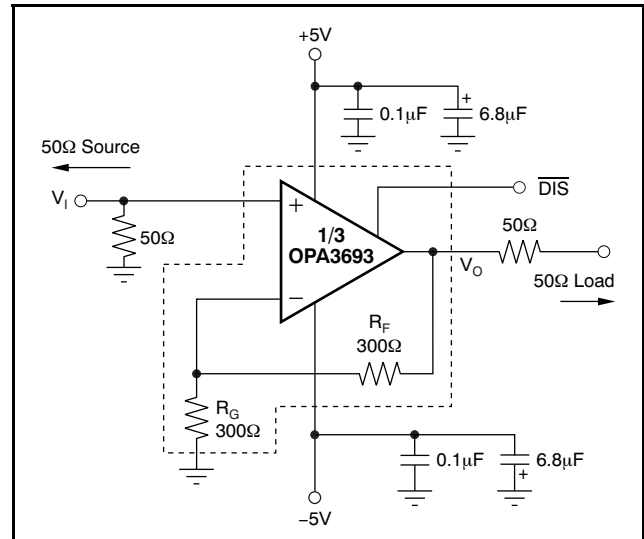 +5V
+
0.1μF
6.8μF
50Ω Source
V_I
DIS
+
1/3
OPA3693
50Ω
50Ω
V_O
50Ω Load
−
R_F
300Ω
R_G
300Ω
0.1μF
6.8μF
+
−5V